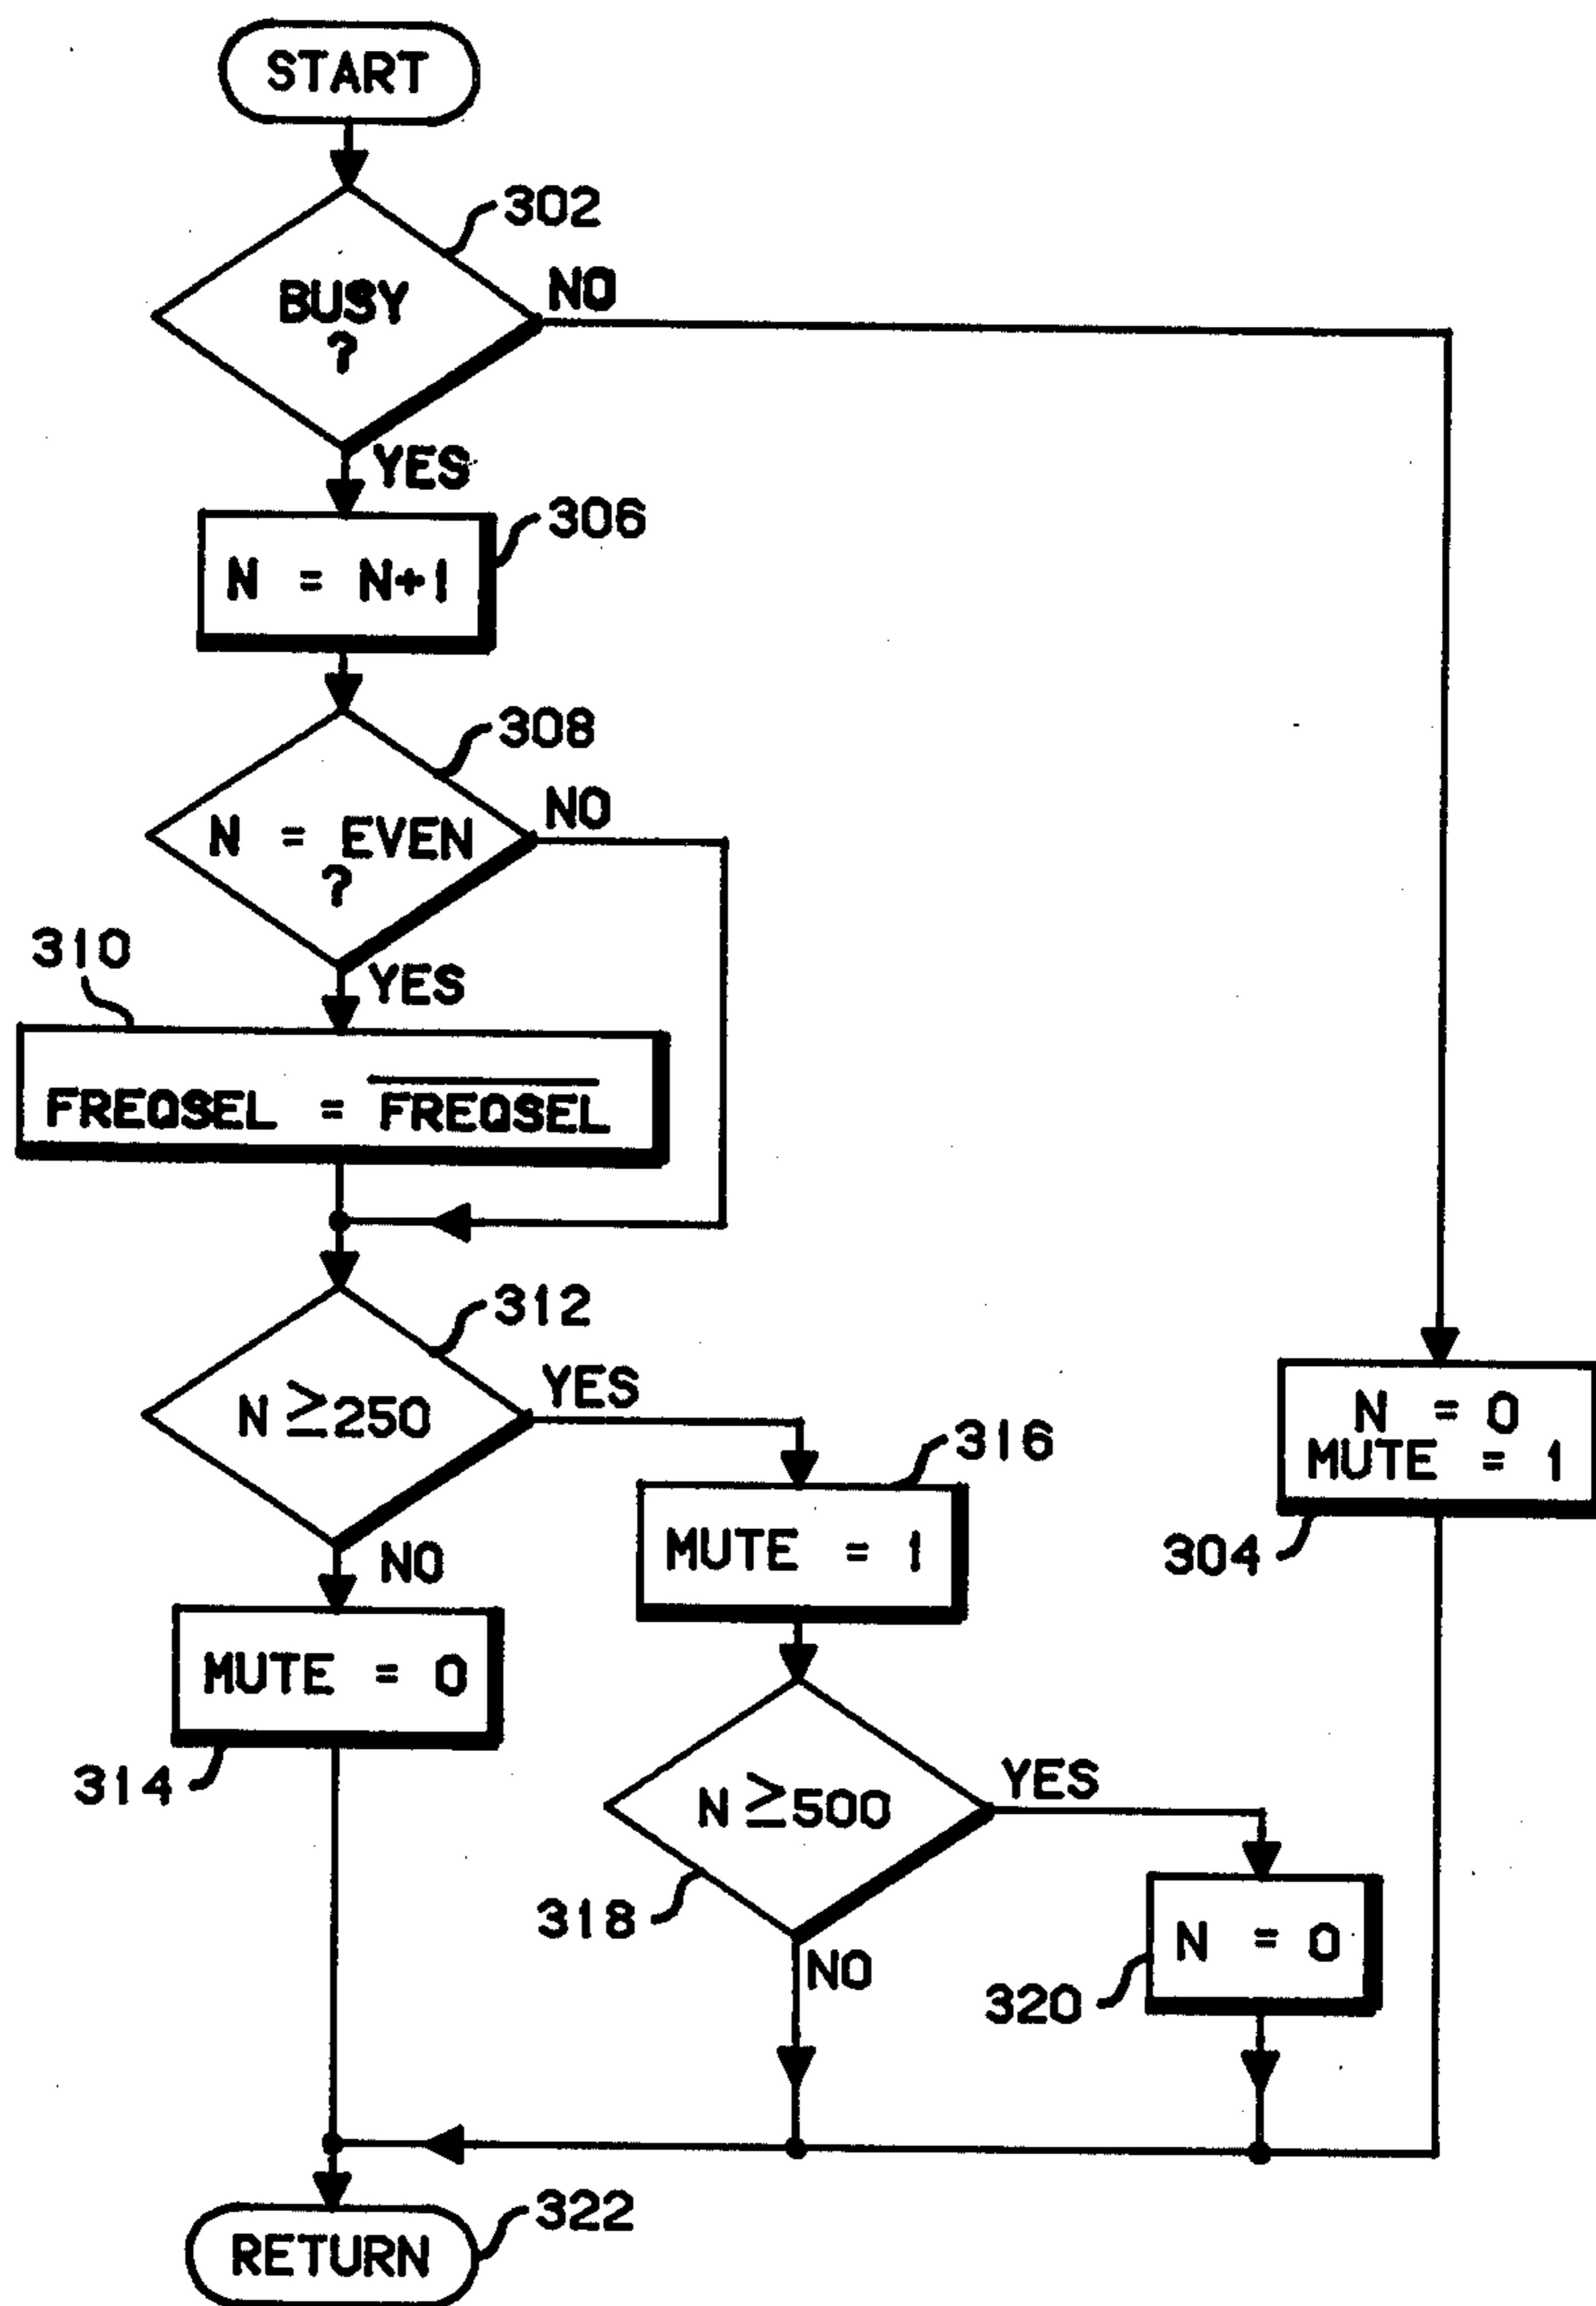 START
302
BUSY
?
NO
YES
306
N = N+1
308
N = EVEN
?
NO
310
YES
FREQSEL = FREQSEL
312
N ≥250
YES
NO
316
MUTE = 1
N = 0
MUTE = 1
304
MUTE = 0
314
N ≥500
YES
318
NO
N = 0
320
322
RETURN